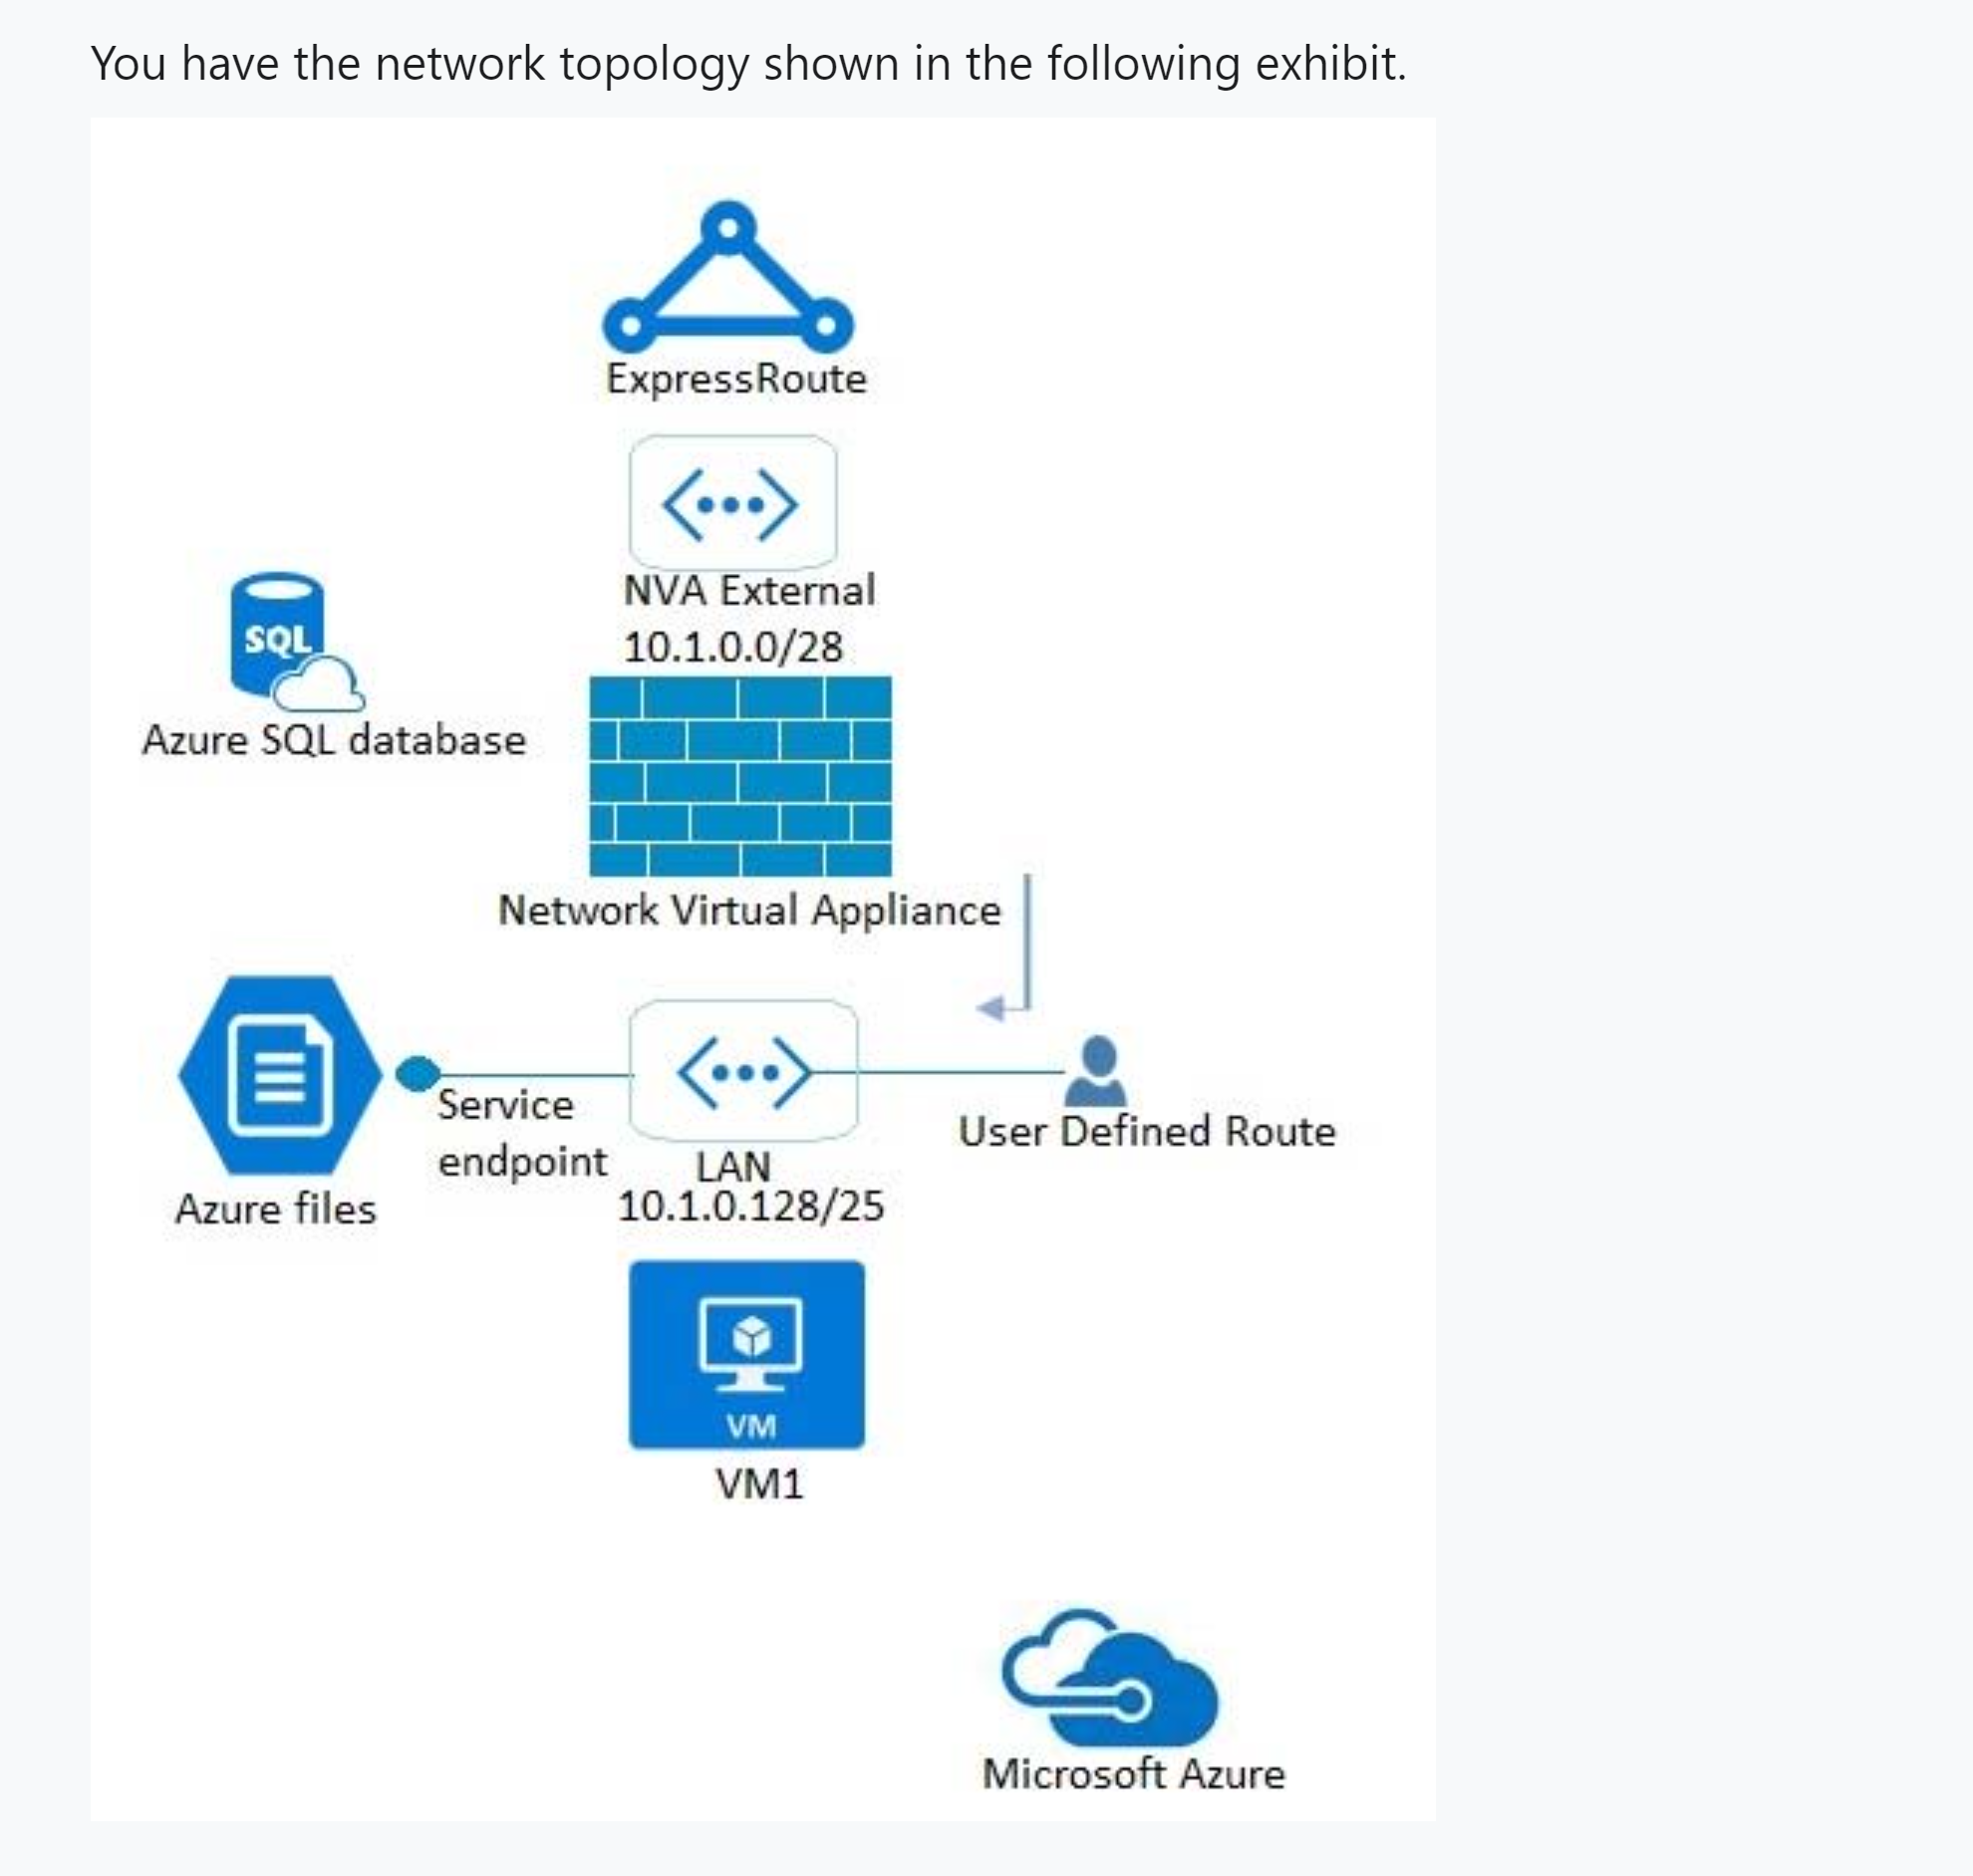 You have the network topology shown in the following exhibit.
ExpressRoute
NVA External
10.1.0.0/28
SQL
Azure SQL database
Network Virtual Appliance
Service
endpoint
Azure files
LAN
10.1.0.128/25
User Defined Route
VM
VM1
Microsoft Azure